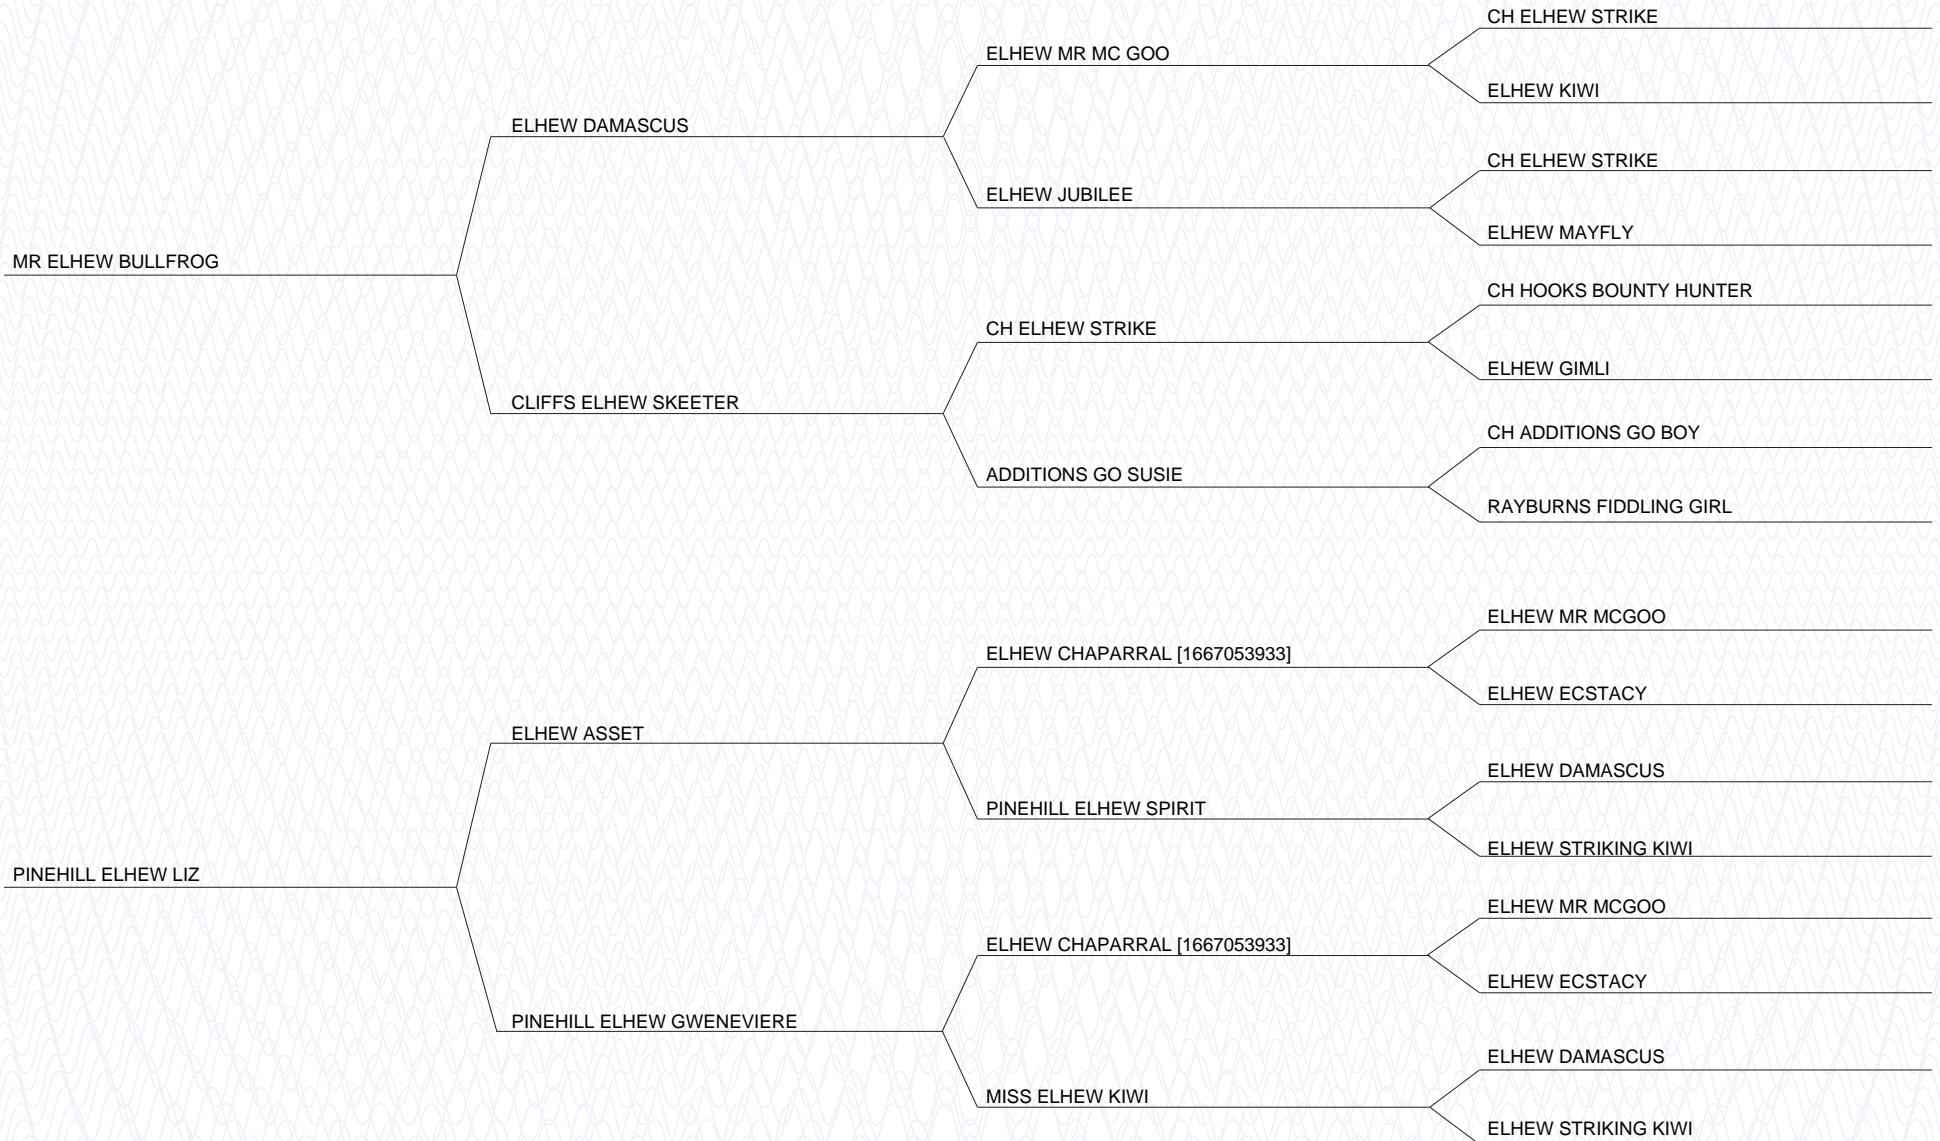 CH ELHEW STRIKE
ELHEW MR MC GOO
ELHEW KIWI
ELHEW DAMASCUS
CH ELHEW STRIKE
ELHEW JUBILEE
ELHEW MAYFLY
MR ELHEW BULLFROG
CH HOOKS BOUNTY HUNTER
CH ELHEW STRIKE
ELHEW GIMLI
CLIFFS ELHEW SKEETER
CH ADDITIONS GO BOY
ADDITIONS GO SUSIE
RAYBURNS FIDDLING GIRL
ELHEW MR MCGOO
ELHEW CHAPARRAL [1667053933]
ELHEW ECSTACY
ELHEW ASSET
ELHEW DAMASCUS
PINEHILL ELHEW SPIRIT
ELHEW STRIKING KIWI
PINEHILL ELHEW LIZ
ELHEW MR MCGOO
ELHEW CHAPARRAL [1667053933]
ELHEW ECSTACY
PINEHILL ELHEW GWENEVIERE
ELHEW DAMASCUS
MISS ELHEW KIWI
ELHEW STRIKING KIWI